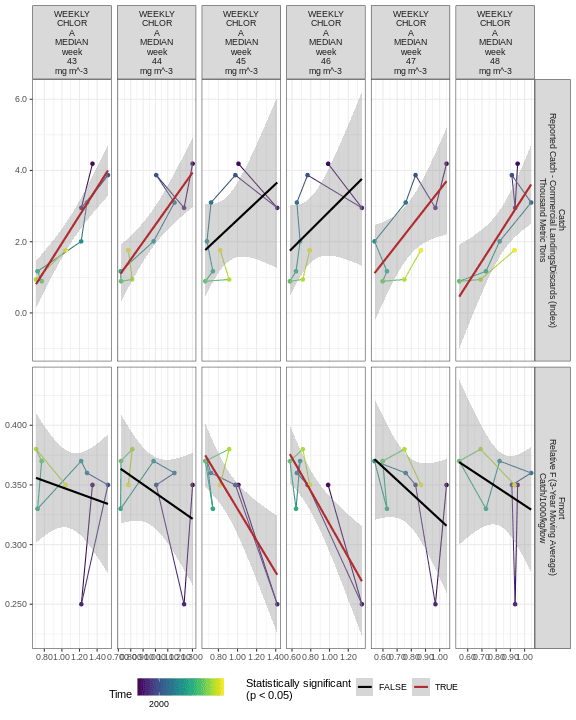 WEEKLY
CHLOR
A
MEDIAN
week
43
mg m^-3
WEEKLY
CHLOR
A
MEDIAN
week
44
mg m^-3
WEEKLY
CHLOR
A
MEDIAN
week
45
mg m^-3
WEEKLY
CHLOR
A
MEDIAN
week
46
mg m^-3
WEEKLY
CHLOR
A
MEDIAN
week
47
mg m^-3
WEEKLY
CHLOR
A
MEDIAN
week
48
mg m^-3
6.0
4.0
2.0
0.0
Catch
Reported Catch - Commercial Landings/Discards (Index)
Thousand Metric Tons
0.400
0.350
0.300
0.250
Fmort
Relaave F (3-Year Moving Average)
Catch/1000/kg/tow
0.80 1.00 1.20 1.40
0.80 1.00 1.20 1.40
0.60 0.80 1.00 1.20
0.60 0.70 0.80 0.90 1.00
0.60 0.70 0.80 0.90 1.00
Time
2000
Statistically significant
(p < 0.05)
FALSE
TRUE